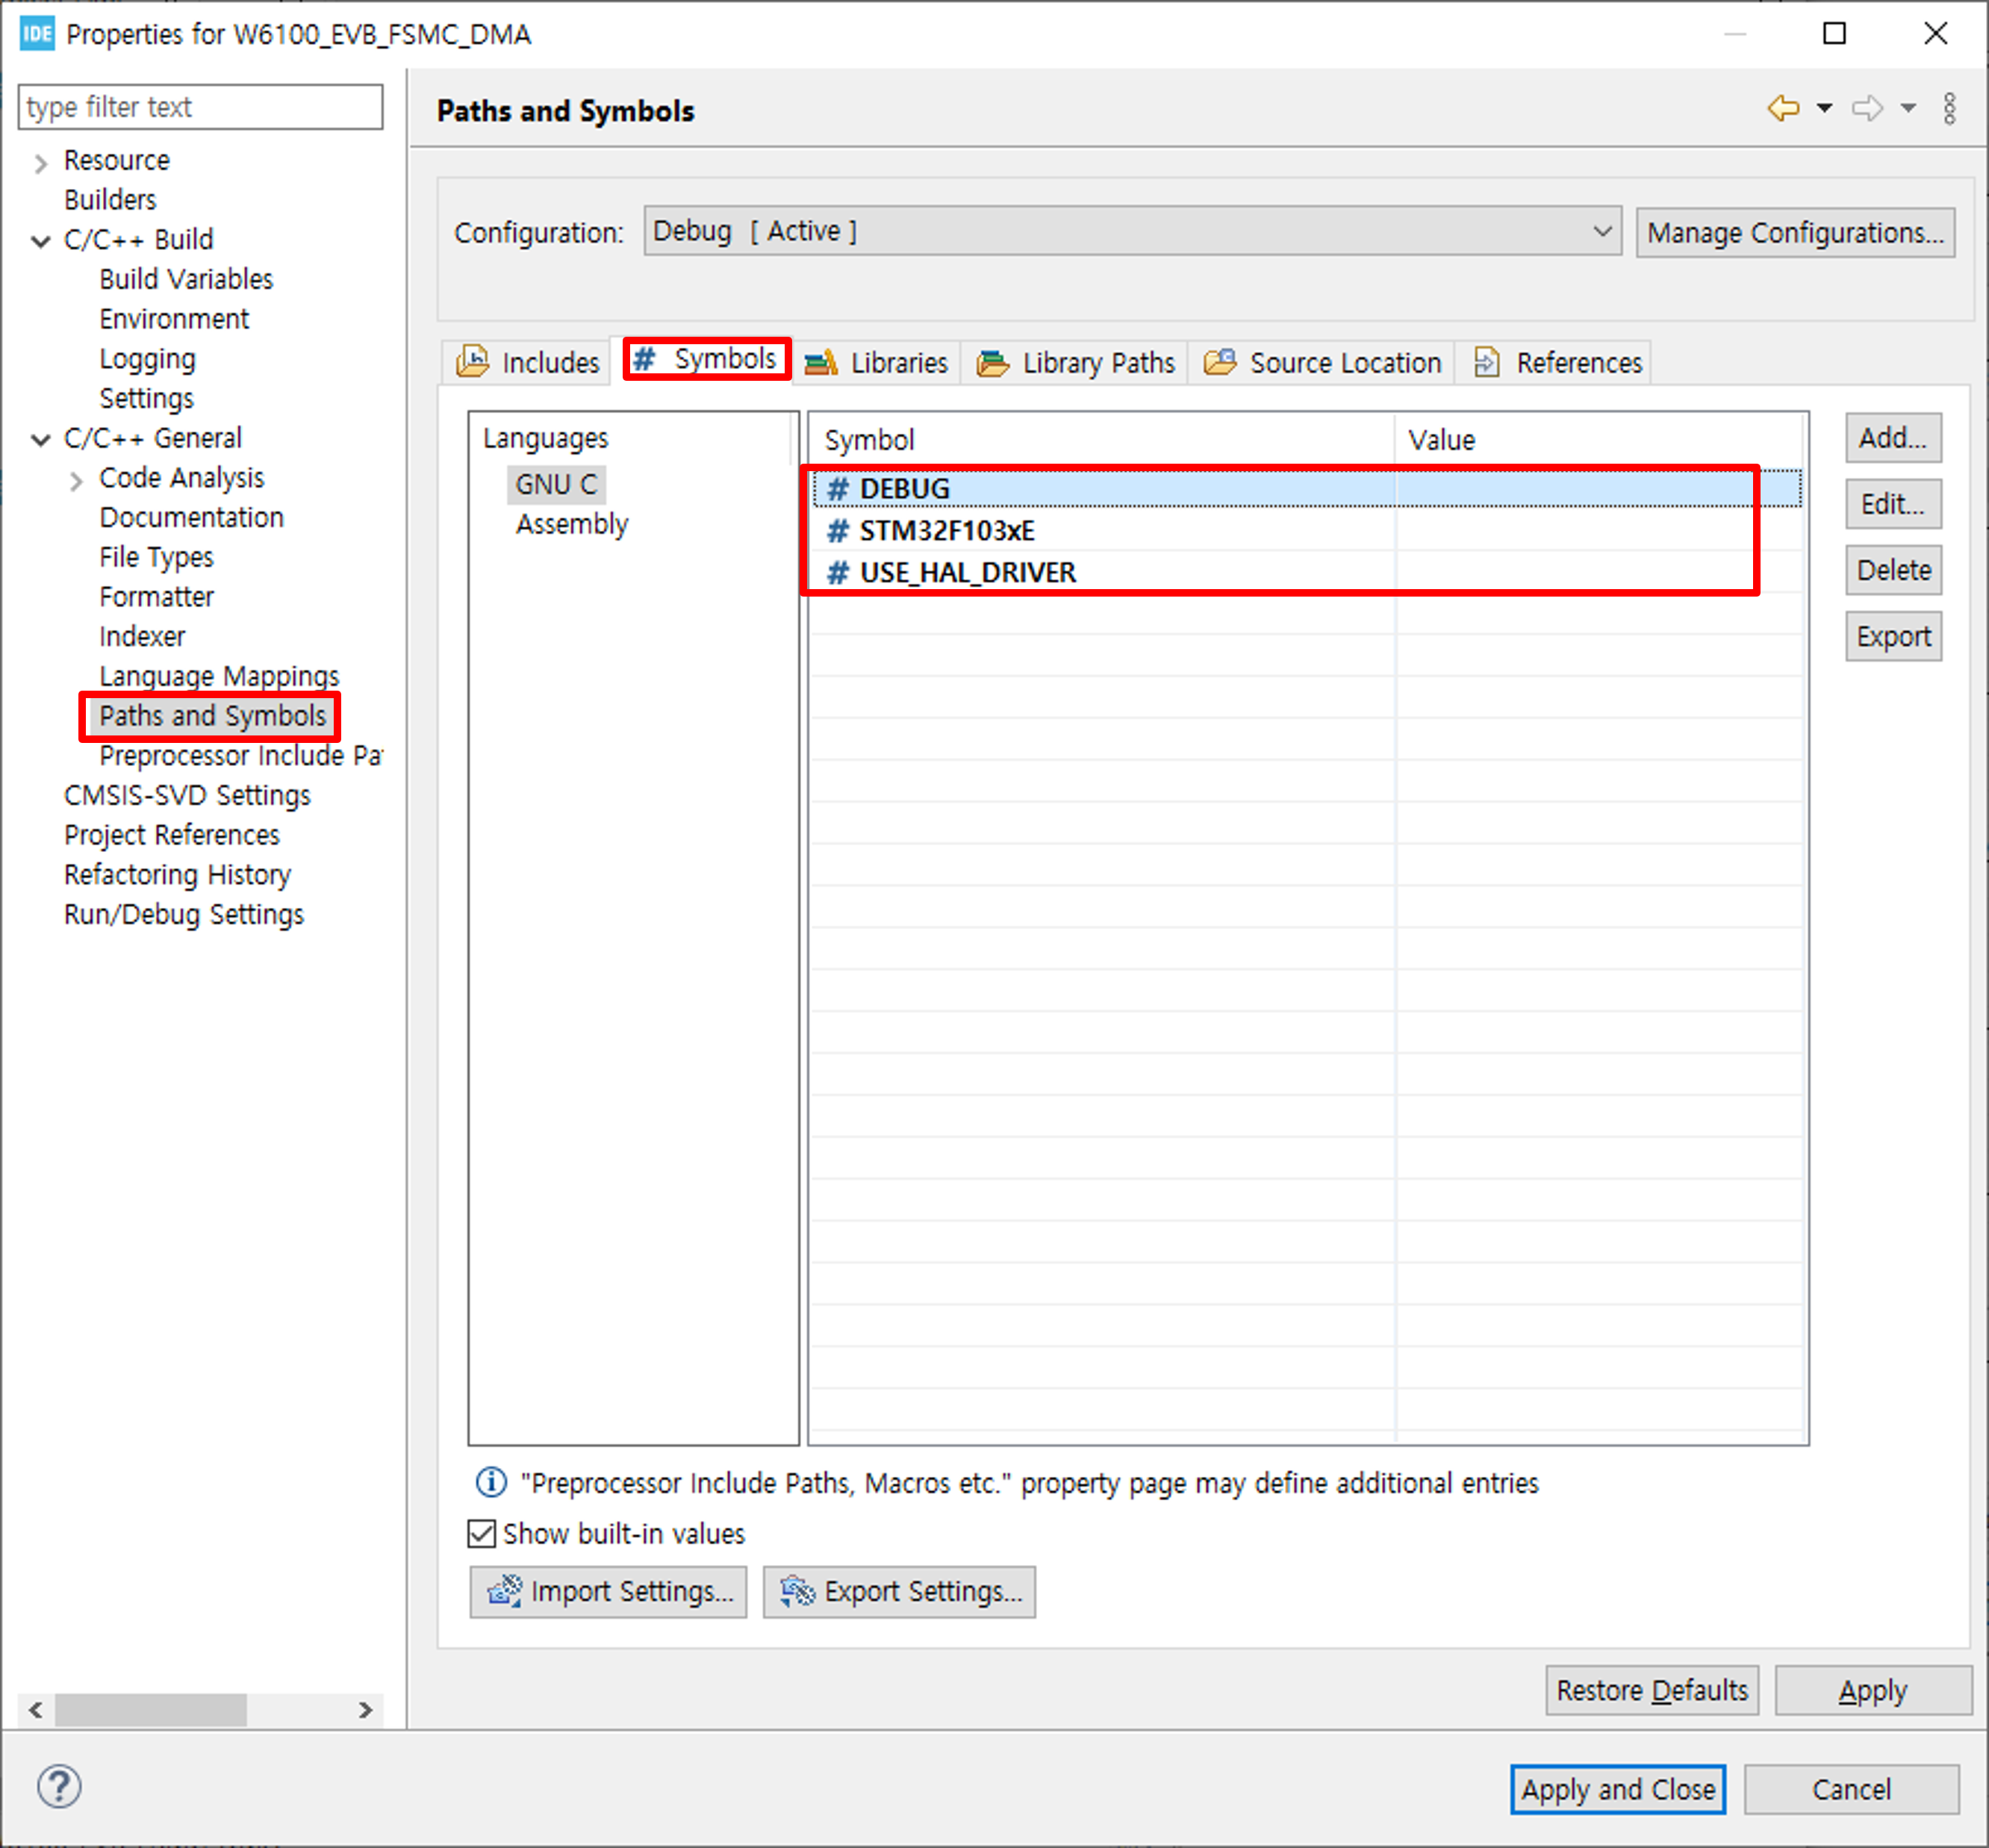 IDE Properties for W6100_EVB_FSMC_DMA
type filter text
Resource
Builders
C/C++ Build
Build Variables
Environment
Logging
Settings
C/C++ General
Code Analysis
Documentation
File Types
Formatter
Indexer
Language Mappings
Paths and Symbols
Preprocessor Include Pa
CMSIS-SVD Settings
Project References
Refactoring History
Run/Debug Settings
Paths and Symbols
Configuration: Debug [ Active ] Manage Configurations...
Includes # Symbols Libraries Library Paths Source Location References
Languages
GNU C
Assembly
Symbol Value
# DEBUG
# STM32F103xE
# USE_HAL_DRIVER
Add...
Edit...
Delete
Export
"Preprocessor Include Paths, Macros etc." property page may define additional entries
Show built-in values
Import Settings... Export Settings...
Restore Defaults Apply
? Apply and Close Cancel